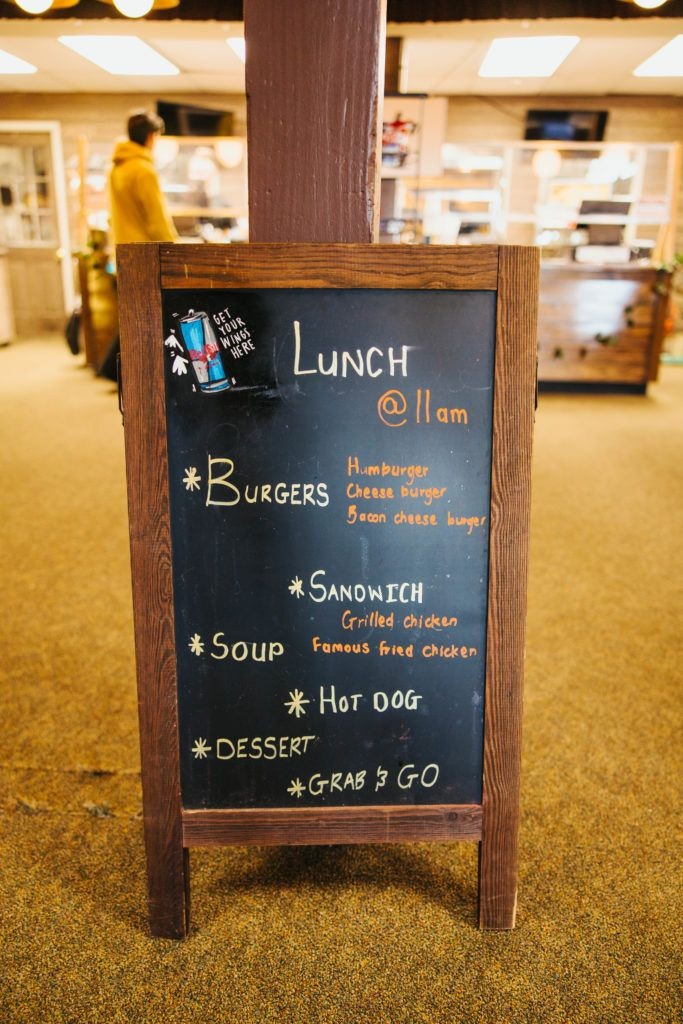 GET
YOUR
WINGS
HERE
LUNCH
@ 11am
* BURGERS
Humburger
Cheese burger
Bacon cheese burger
* SANDWICH
Grilled chicken
Famous fried chicken
* SOUP
* HOT DOG
* DESSERT
* GRAB & GO